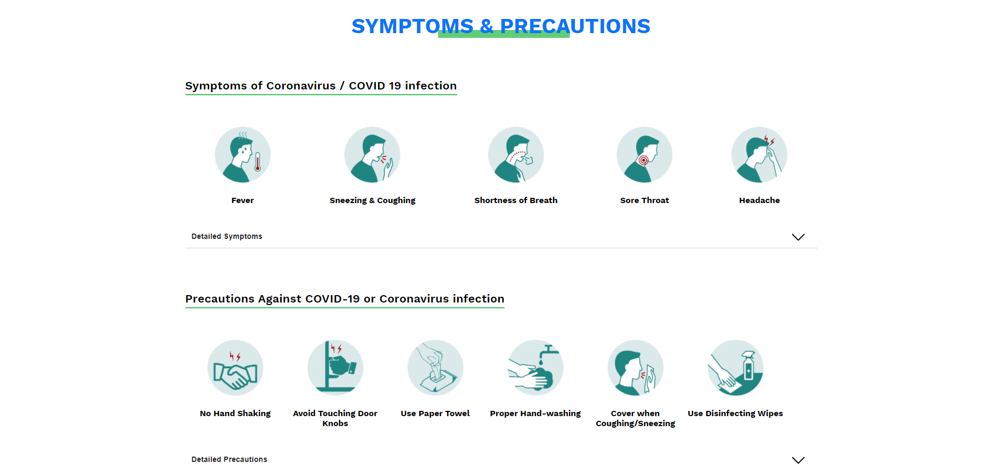 SYMPTOMS & PRECAUTIONS
Symptoms of Coronavirus / COVID 19 infection
Fever
Sneezing & Coughing
Shortness of Breath
Sore Throat
Headache
Detailed Symptoms
Precautions Against COVID-19 or Coronavirus infection
No Hand Shaking
Avoid Touching Door
Knobs
Use Paper Towel
Proper Hand-washing
Cover when
Coughing/Sneezing
Use Disinfecting Wipes
Detailed Precautions